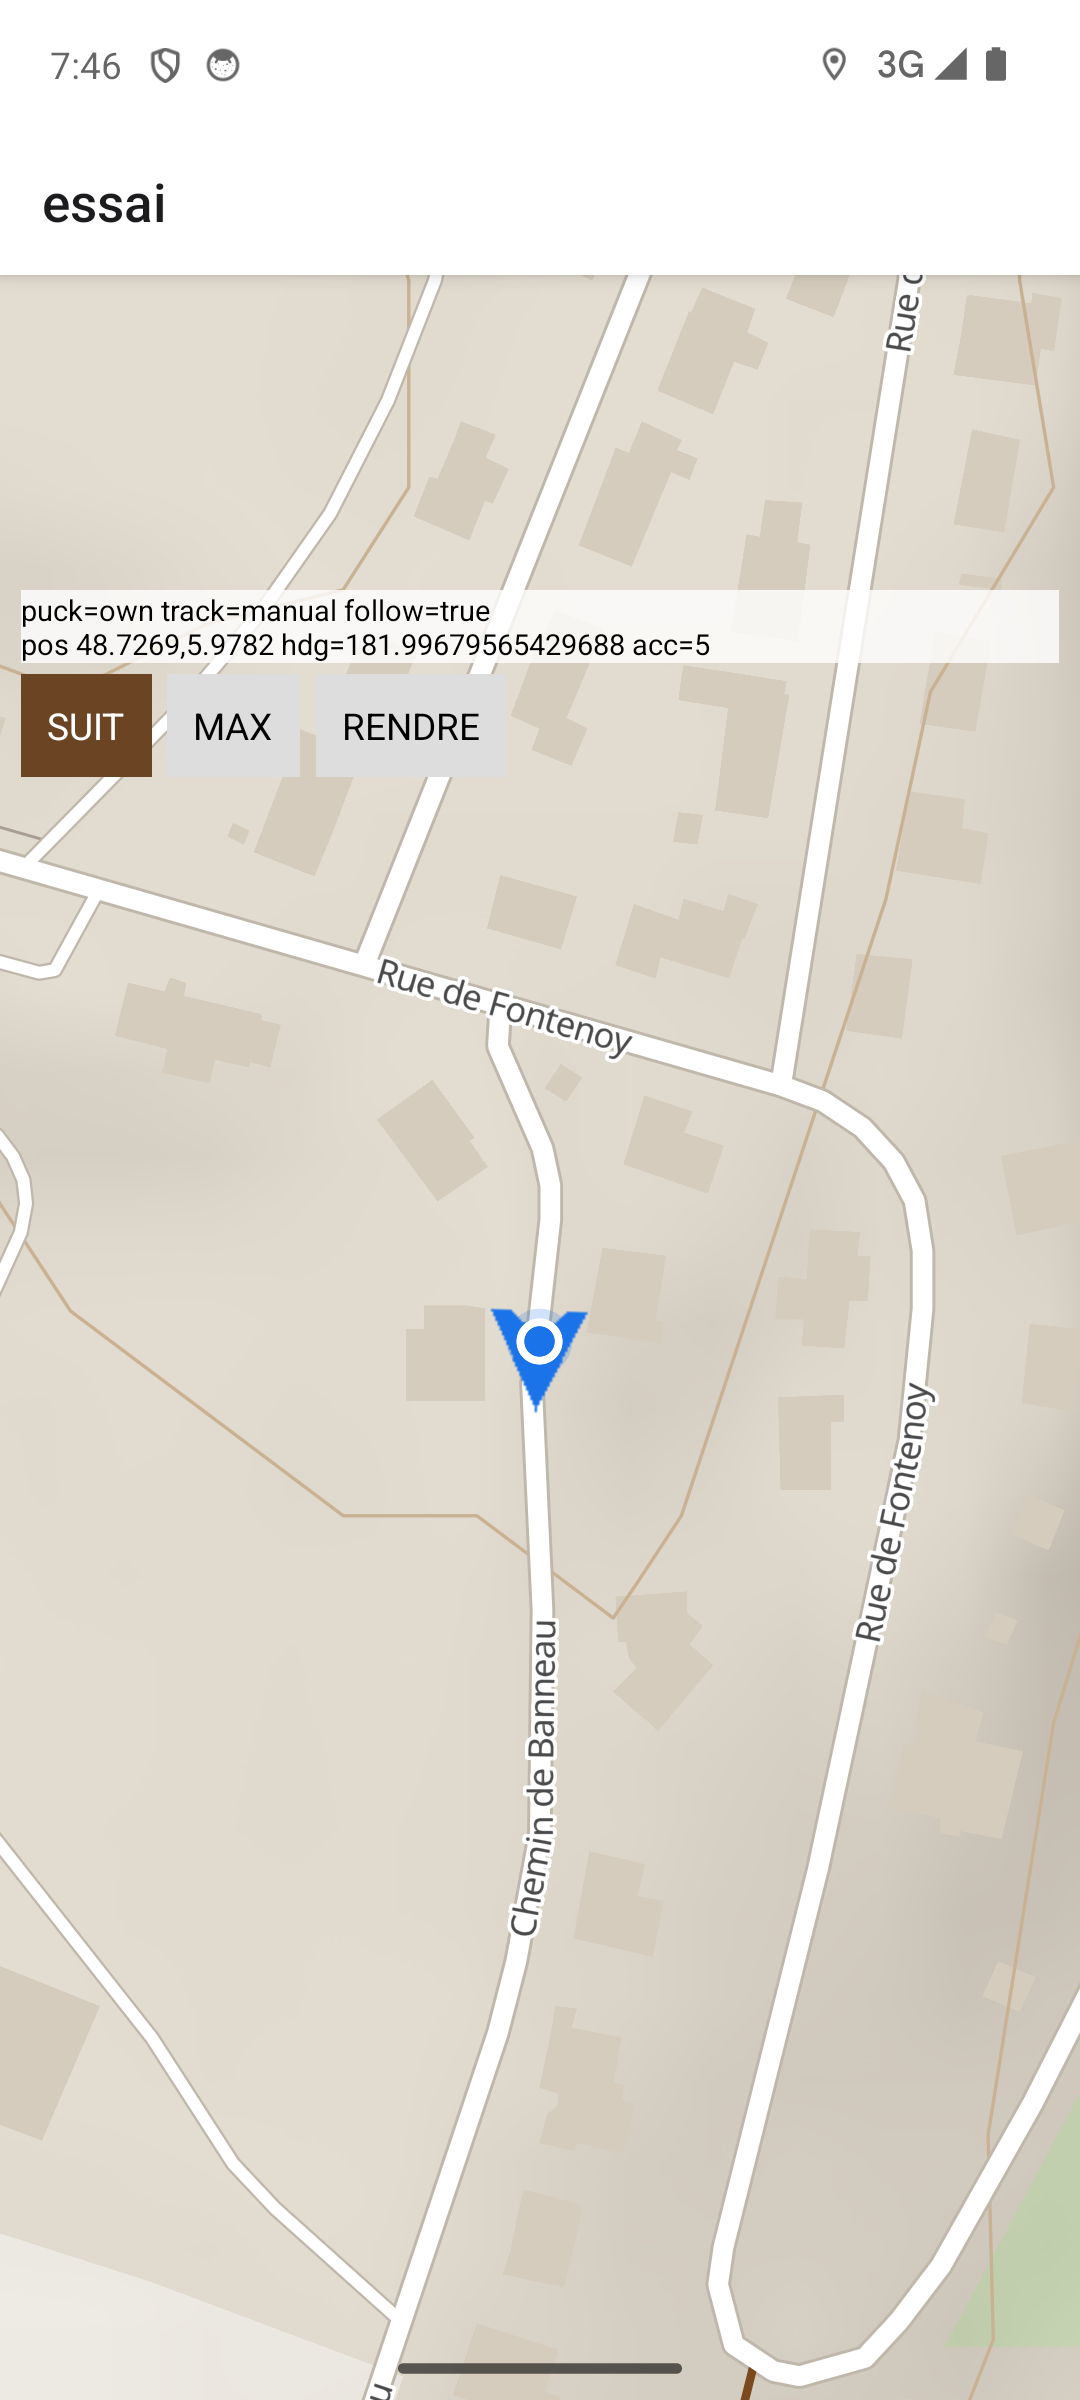 7:46
3G
essai
Rue d
puck=own track=manual follow=true
pos 48.7269,5.9782 hdg=181.99679565429688 acc=5
SUIT
MAX
RENDRE
Rue de Fontenoy
Rue de Fontenoy
Chemin de Banneau
u